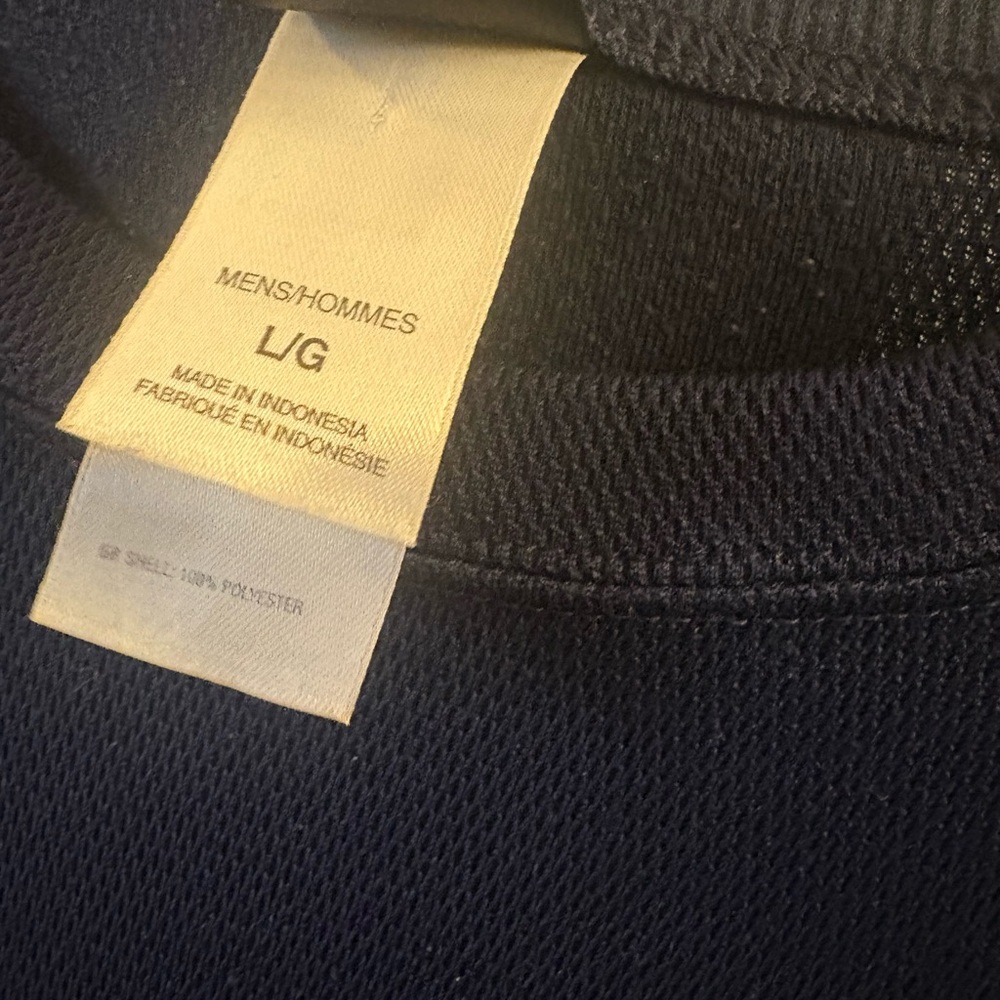 MENS/HOMMES
L/G
MADE IN INDONESIA
FABRIQUÉ EN INDONÉSIE
SHELL: 100% POLYESTER